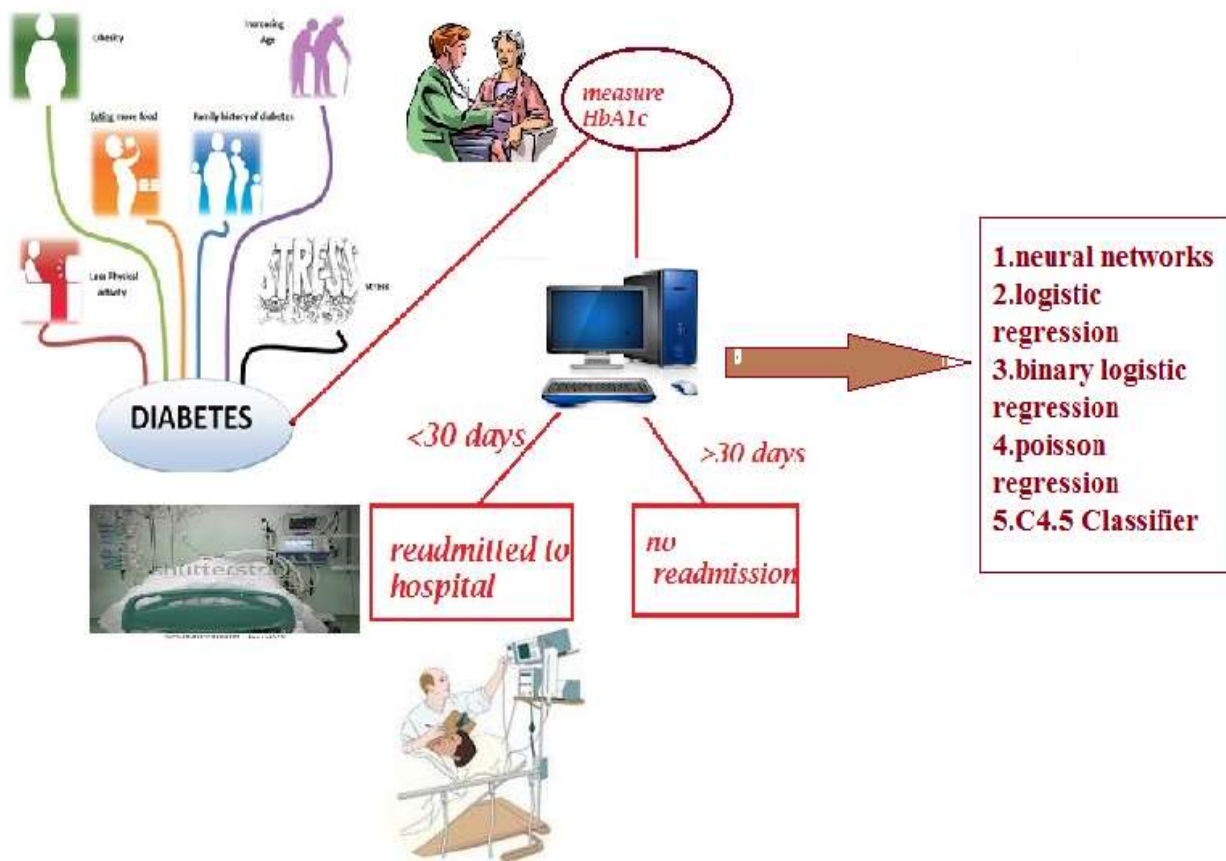 Obesity
Increasing
Age
Eating more food
Family history of diabetes
Less Physical
activity
STRESS
stress
DIABETES
measure
HbA1c
<30 days
>30 days
readmitted to
hospital
no
readmission
shutterstock
1.neural networks
2.logistic
regression
3.binary logistic
regression
4.poisson
regression
5.C4.5 Classifier